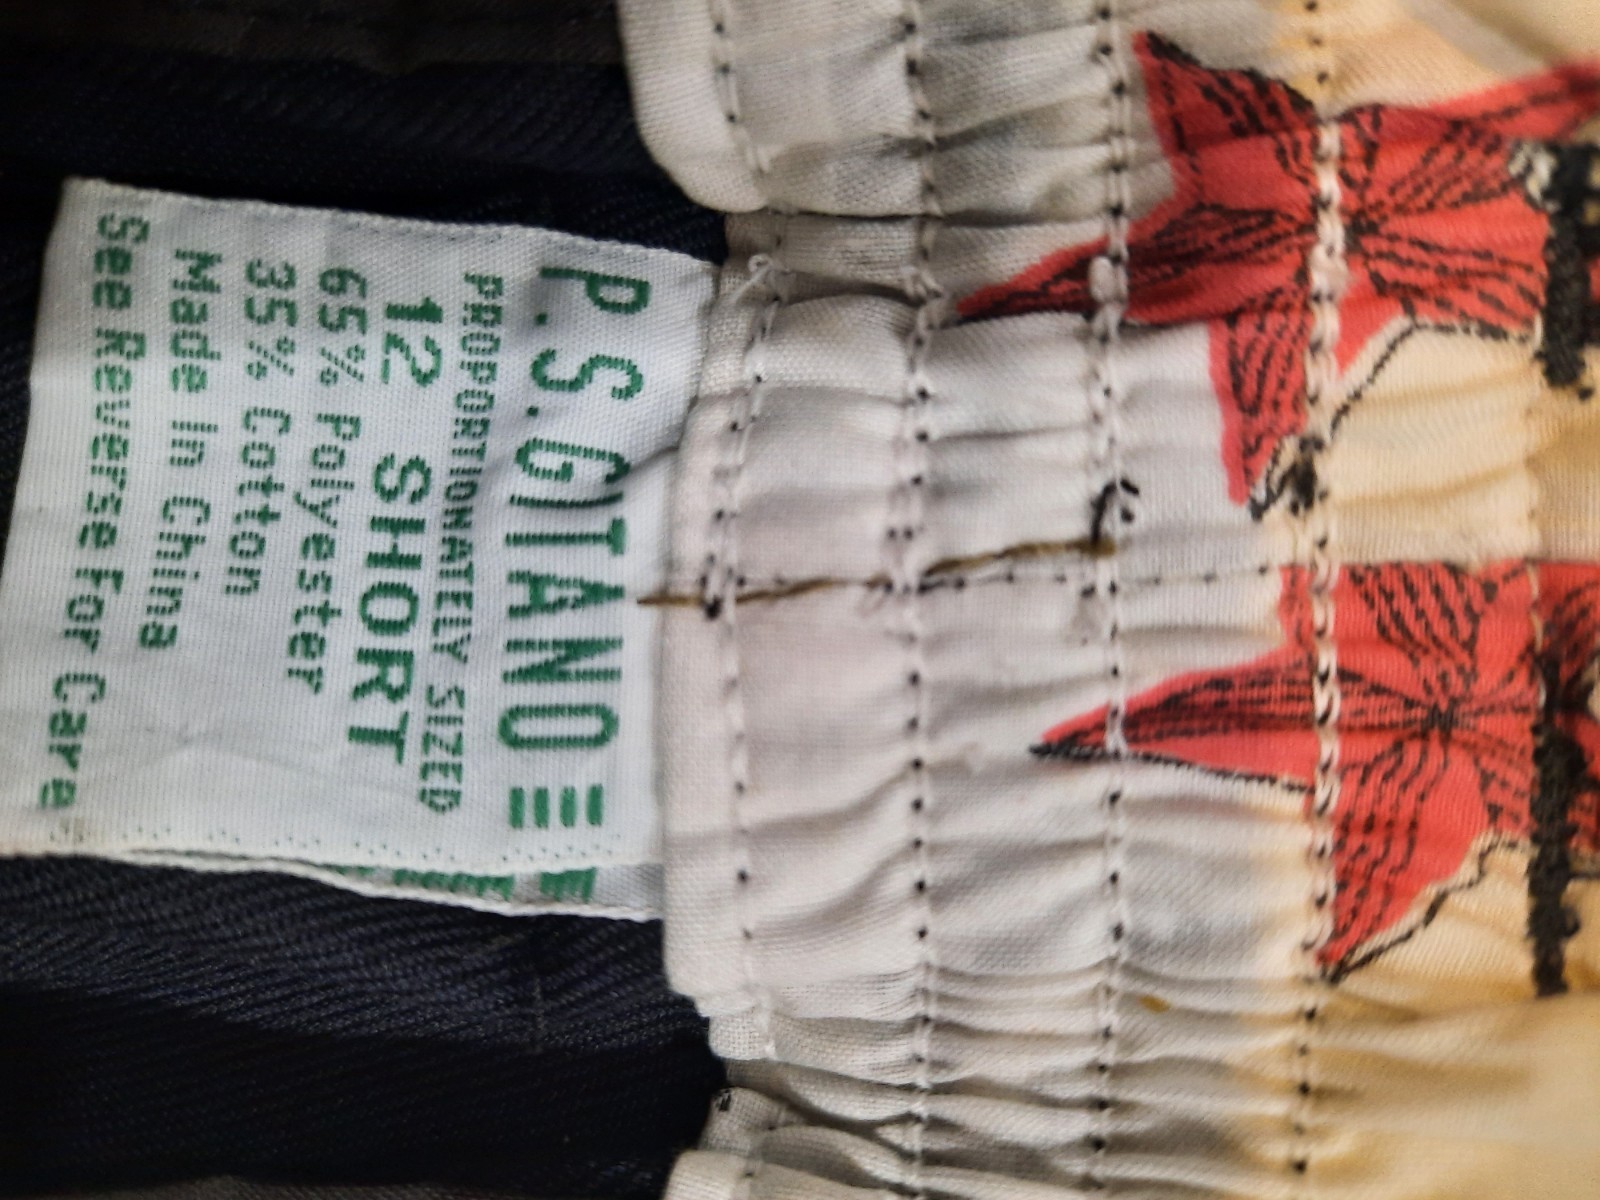 P.S.GITANO
PROPORTIONATELY SIZED
12 SHORT
65% Polyester
35% Cotton
Made In China
See Reverse For Care